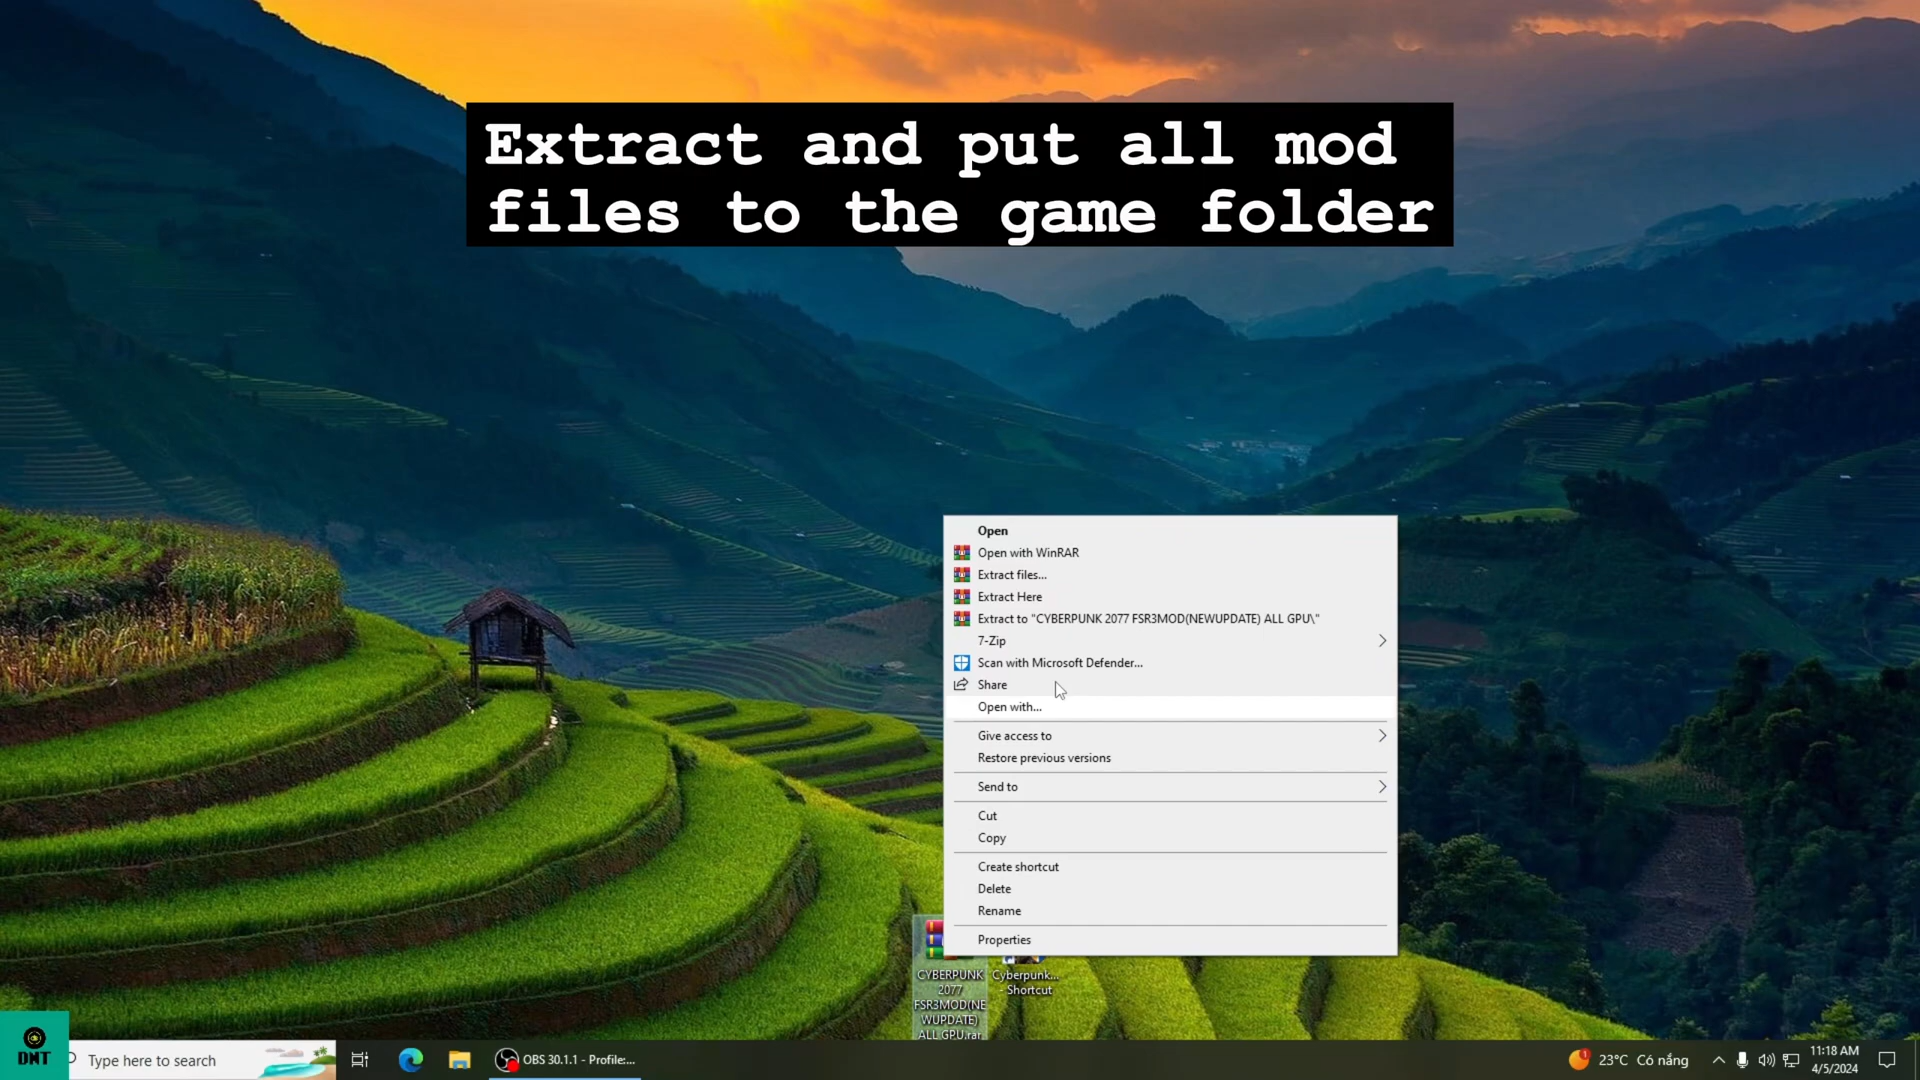 Extract and put all mod
files to the game folder
Open
Open with WinRAR
Extract files...
Extract Here
Extract to "CYBERPUNK 2077 FSR3MOD(NEWUPDATE) ALL GPU\"
7-Zip
Scan with Microsoft Defender...
Share
Open with...
Give access to
Restore previous versions
Send to
Cut
Copy
Create shortcut
Delete
Rename
Properties
CYBERPUNK
2077
FSR3MOD(NE
WUPDATE)
ALL GPU.rar
Cyberpunk...
- Shortcut
DNT
Type here to search
OBS 30.1.1 - Profile:...
1
23°C Có nắng
11:18 AM
4/5/2024